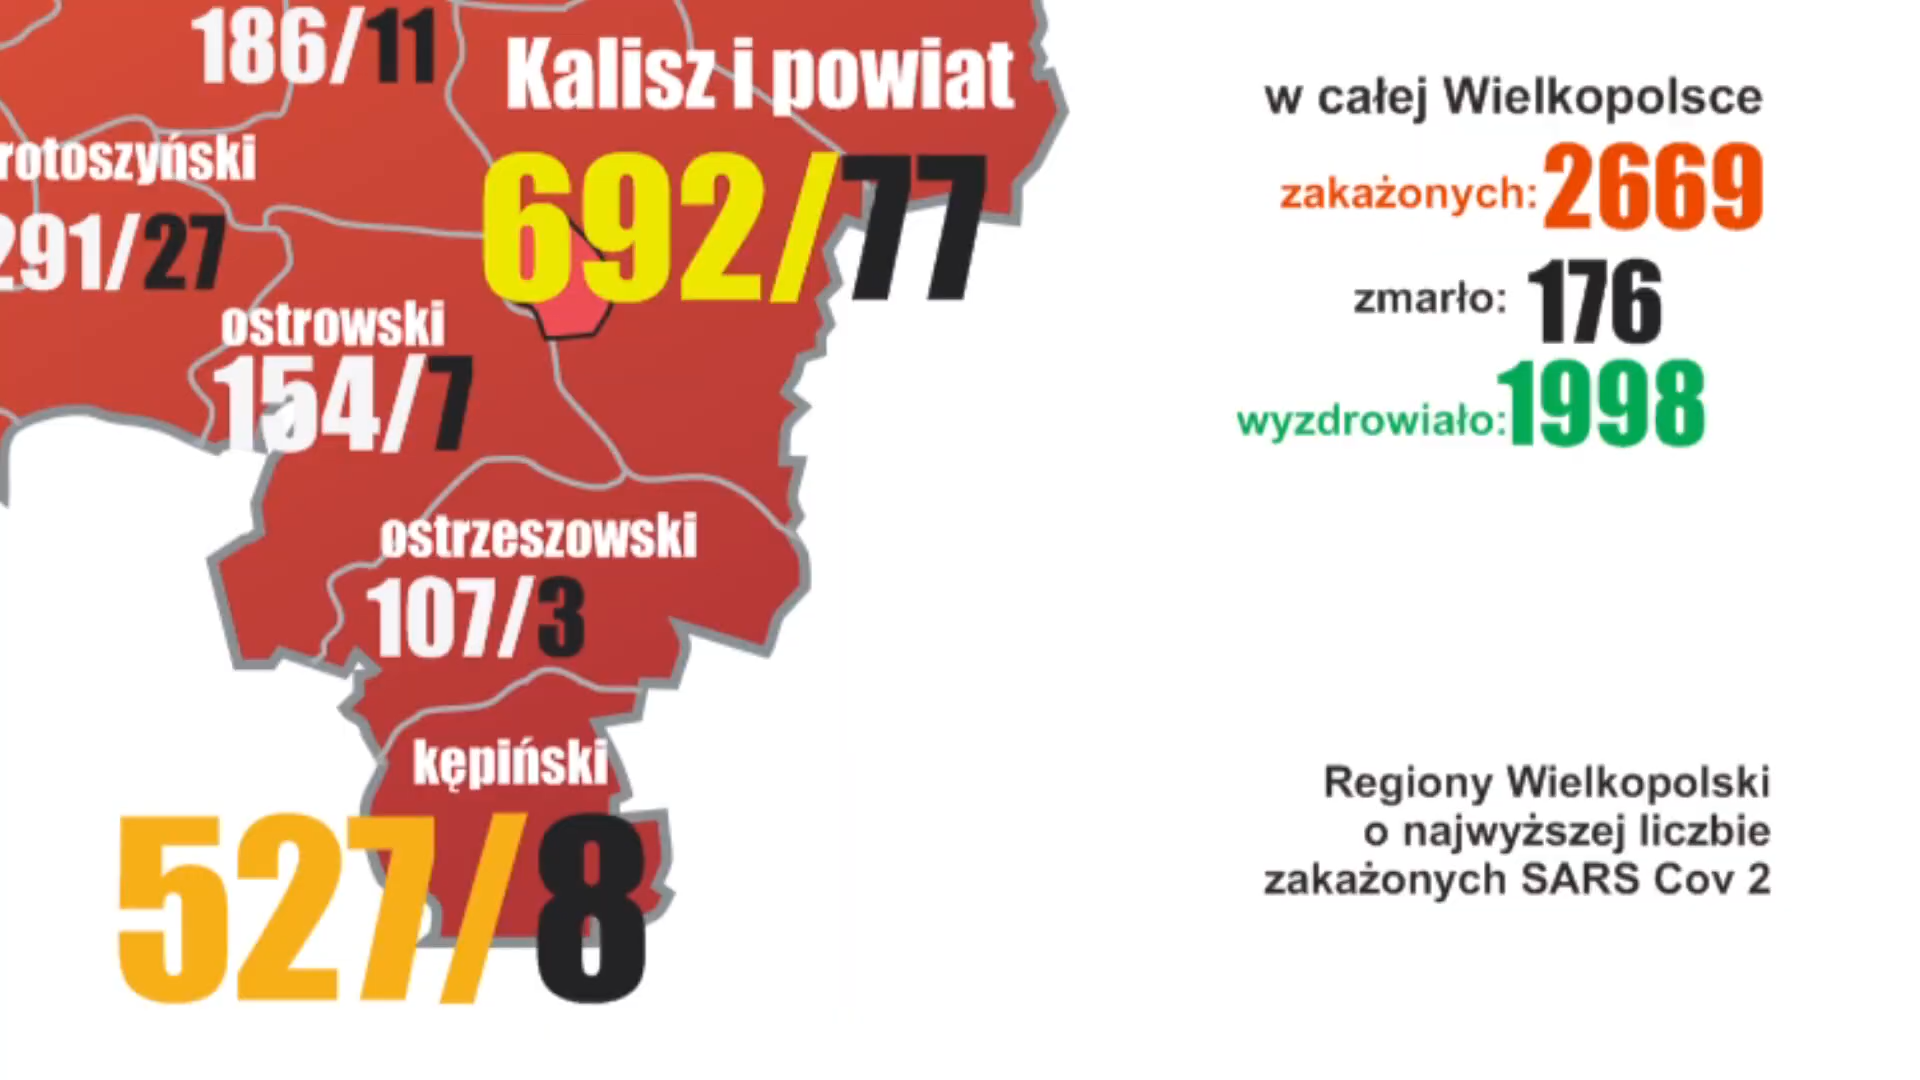 186/11
Kalisz i powiat
692/77
rotoszyński
291/27
ostrowski
154/7
ostrzeszowski
107/3
kępiński
527/8
w całej Wielkopolsce
zakażonych: 2669
zmarło: 176
wyzdrowiało: 1998
Regiony Wielkopolski
o najwyższej liczbie
zakażonych SARS Cov 2